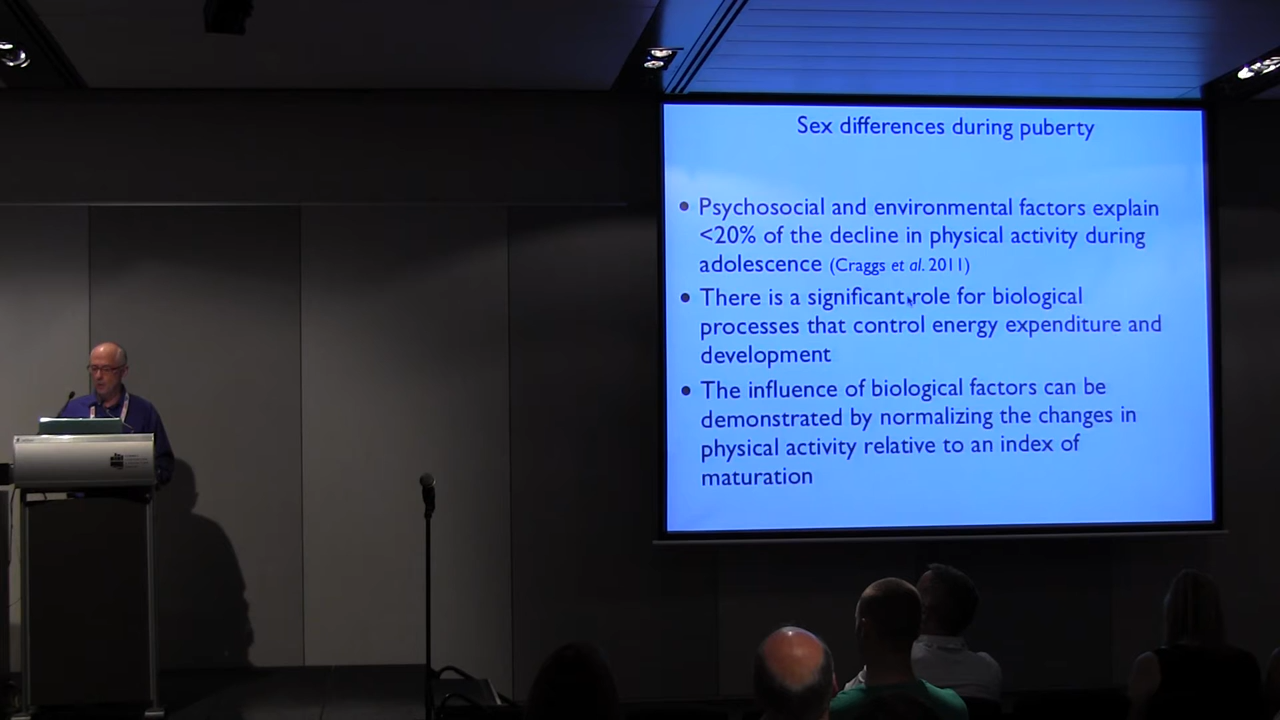 Sex differences during puberty
• Psychosocial and environmental factors explain
<20% of the decline in physical activity during
adolescence (Craggs et al. 2011)
• There is a significant role for biological
processes that control energy expenditure and
development
• The influence of biological factors can be
demonstrated by normalizing the changes in
physical activity relative to an index of
maturation